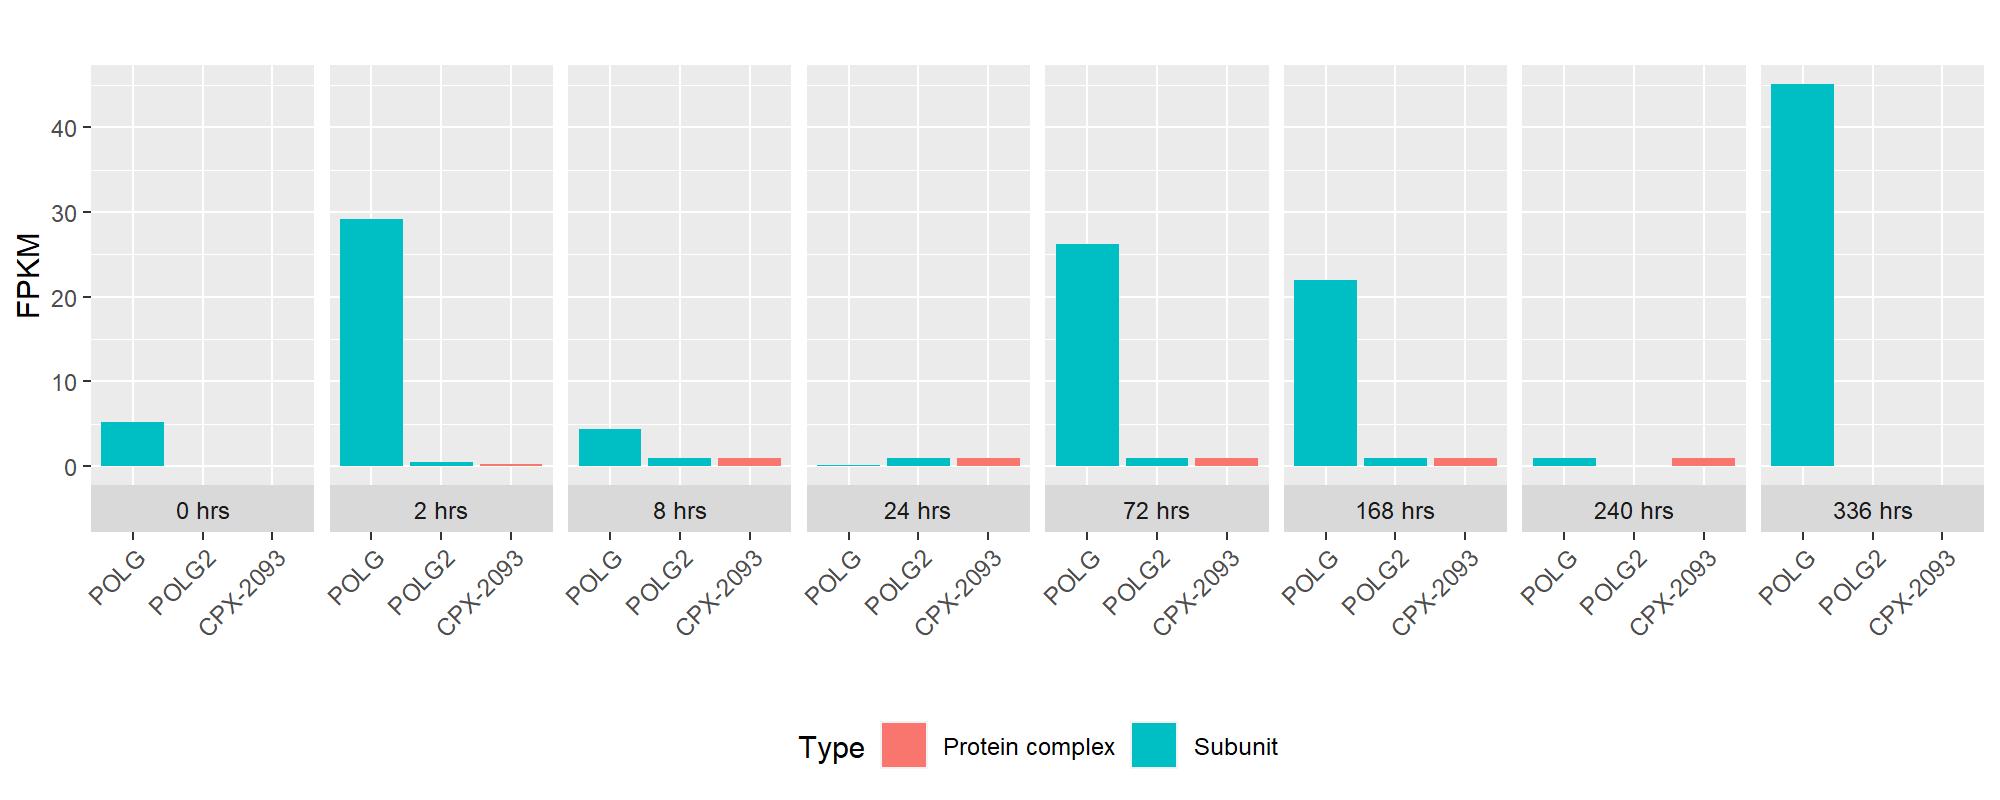 FPKM
40
30
20
10
0
0 hrs 2 hrs 8 hrs 24 hrs 72 hrs 168 hrs 240 hrs 336 hrs
POLG POLG2 CPX-2093 POLG POLG2 CPX-2093 POLG POLG2 CPX-2093 POLG POLG2 CPX-2093 POLG POLG2 CPX-2093 POLG POLG2 CPX-2093 POLG POLG2 CPX-2093 POLG POLG2 CPX-2093
Type Protein complex Subunit